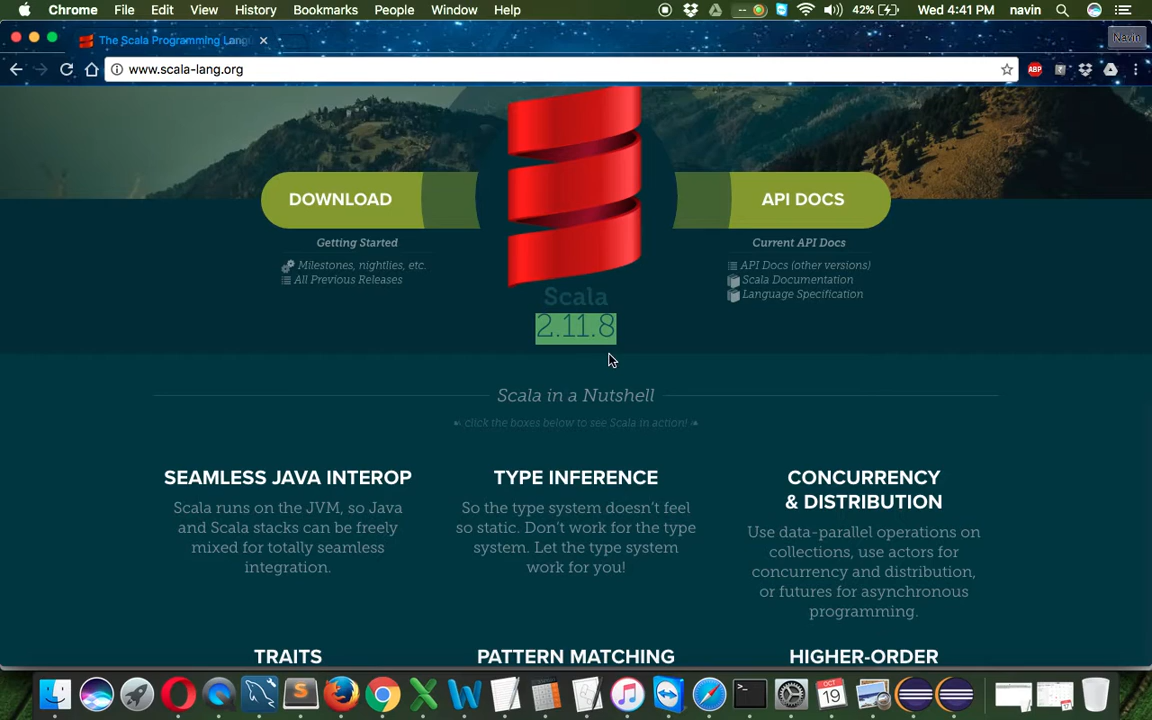 Chrome File Edit View History Bookmarks People Window Help
42% Wed 4:41 PM navin
The Scala Programming Langu
Navin
www.scala-lang.org
ABP
DOWNLOAD
API DOCS
Getting Started
Current API Docs
Milestones, nightlies, etc.
API Docs (other versions)
All Previous Releases
Scala Documentation
Language Specification
Scala
2.11.8
Scala in a Nutshell
click the boxes below to see Scala in action!
SEAMLESS JAVA INTEROP
Scala runs on the JVM, so Java
and Scala stacks can be freely
mixed for totally seamless
integration.
TYPE INFERENCE
So the type system doesn't feel
so static. Don't work for the type
system. Let the type system
work for you!
CONCURRENCY
& DISTRIBUTION
Use data-parallel operations on
collections, use actors for
concurrency and distribution,
or futures for asynchronous
programming.
TRAITS
PATTERN MATCHING
HIGHER-ORDER
OCT
19